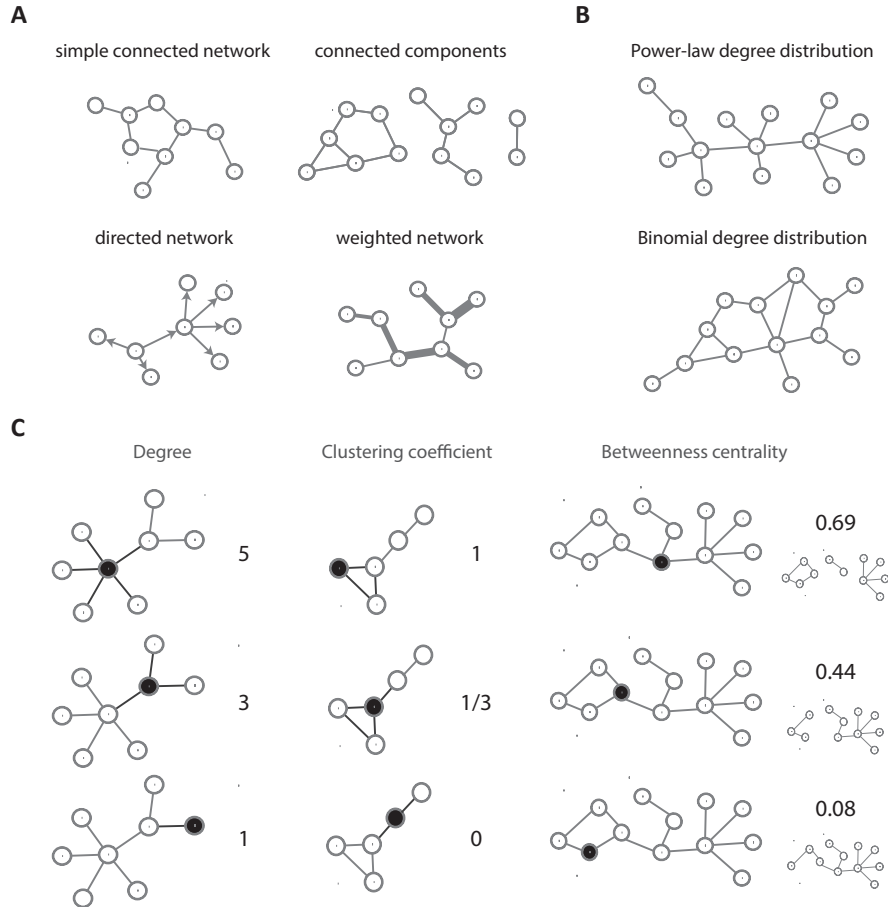 A
B
simple connected network
connected components
Power-law degree distribution
directed network
weighted network
Binomial degree distribution
C
Degree
Clustering coefficient
Betweenness centrality
5
1
0.69
3
1/3
0.44
1
0
0.08